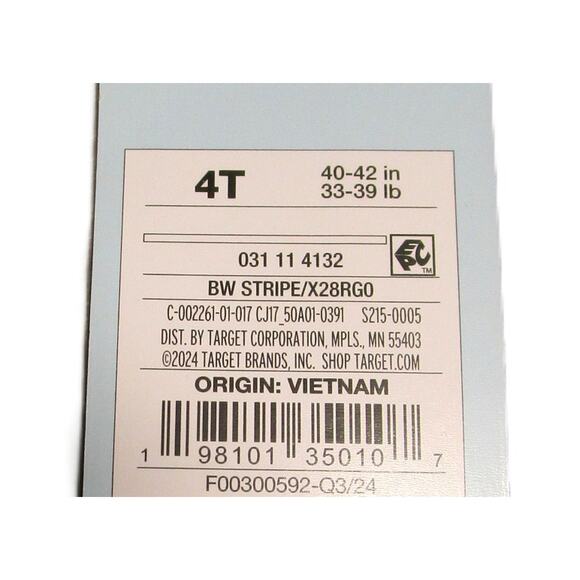 4T
40-42 in
33-39 lb
031 11 4132
EPC
TM
BW STRIPE/X28RG0
C-002261-01-017 CJ17_50A01-0391 S215-0005
DIST. BY TARGET CORPORATION, MPLS., MN 55403
©2024 TARGET BRANDS, INC. SHOP TARGET.COM
ORIGIN: VIETNAM
1 98101 35010 7
F00300592-Q3/24